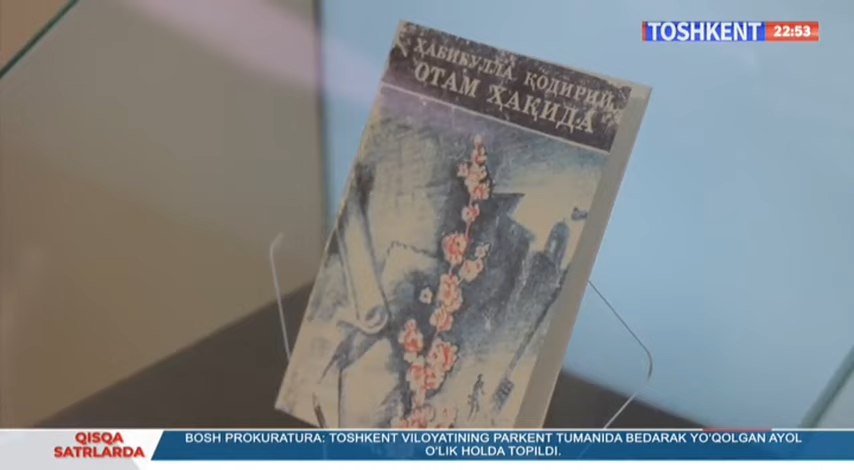 TOSHKENT 22:53
ҲАБИБУЛЛА ҚОДИРИЙ
ОТАМ ҲАҚИДА
QISQA
SATRLARDA
BOSH PROKURATURA: TOSHKENT VILOYATINING PARKENT TUMANIDA BEDARAK YO'QOLGAN AYOL
O'LIK HOLDA TOPILDI.